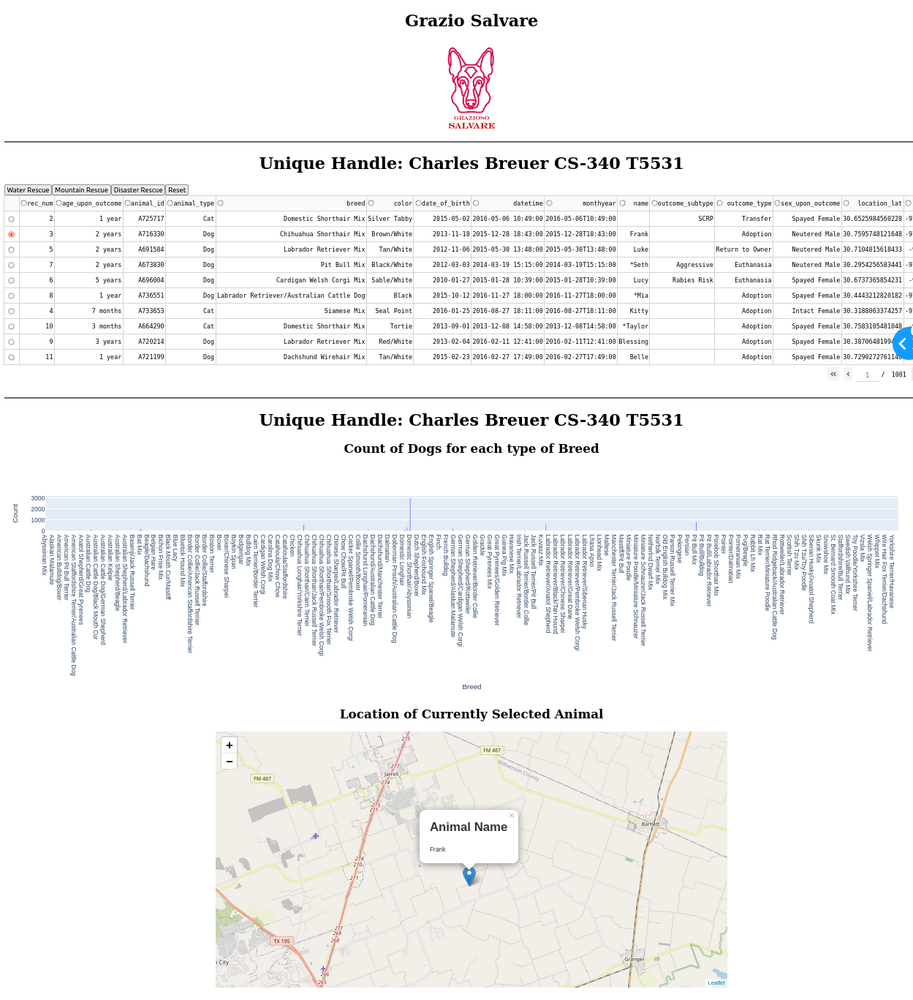 Grazio Salvare
GRAZIOSO
SALVARE
Unique Handle: Charles Breuer CS-340 T5531
Water Rescue Mountain Rescue Disaster Rescue Reset
rec_num age_upon_outcome animal_id animal_type breed color date_of_birth datetime monthyear name outcome_subtype outcome_type sex_upon_outcome location_lat
2 1 year A725717 Cat Domestic Shorthair Mix Silver Tabby 2015-05-02 2016-05-06 10:49:00 2016-05-06T10:49:00 SCRP Transfer Spayed Female 30.6525984560228 -9
3 2 years A716330 Dog Chihuahua Shorthair Mix Brown/White 2013-11-18 2015-12-28 18:43:00 2015-12-28T18:43:00 Frank Adoption Neutered Male 30.7595748121648 -9
5 2 years A691584 Dog Labrador Retriever Mix Tan/White 2012-11-06 2015-05-30 13:48:00 2015-05-30T13:48:00 Luke Return to Owner Neutered Male 30.7104815618433
7 2 years A673830 Dog Pit Bull Mix Black/White 2012-03-03 2014-03-19 15:15:00 2014-03-19T15:15:00 *Seth Aggressive Euthanasia Neutered Male 30.2954256583441 -9
6 5 years A696004 Dog Cardigan Welsh Corgi Mix Sable/White 2010-01-27 2015-01-28 10:39:00 2015-01-28T10:39:00 Lucy Rabies Risk Euthanasia Spayed Female 30.6737365854231
8 1 year A736551 Dog Labrador Retriever/Australian Cattle Dog Black 2015-10-12 2016-11-27 18:00:00 2016-11-27T18:00:00 *Mia Adoption Spayed Female 30.4443212820182 -9
4 7 months A733653 Cat Siamese Mix Seal Point 2016-01-25 2016-08-27 18:11:00 2016-08-27T18:11:00 Kitty Adoption Intact Female 30.3188063374257 -9
10 3 months A664290 Cat Domestic Shorthair Mix Tortie 2013-09-01 2013-12-08 14:58:00 2013-12-08T14:58:00 *Taylor Adoption Spayed Female 30.7583105481048
9 3 years A720214 Dog Labrador Retriever Mix Red/White 2013-02-04 2016-02-11 12:41:00 2016-02-11T12:41:00 Blessing Adoption Spayed Female 30.3870648199
11 1 year A721199 Dog Dachshund Wirehair Mix Tan/White 2015-02-23 2016-02-27 17:49:00 2016-02-27T17:49:00 Belle Adoption Spayed Female 30.729027276114
1 / 1001
Unique Handle: Charles Breuer CS-340 T5531
Count of Dogs for each type of Breed
Count
3000
2000
1000
0
Abyssinian Mix
Alaskan Malamute
American Bulldog/Boxer
American Pit Bull Terrier
American Staffordshire Terrier/Australian Cattle Dog
Anatol Shepherd/Great Pyrenees
Australian Cattle Dog
Australian Cattle Dog/Black Mouth Cur
Australian Cattle Dog/German Shepherd
Australian Kelpie
Australian Shepherd/Beagle
Australian Shepherd/Labrador Retriever
Basenji/Jack Russell Terrier
Bat Mix
Beagle/Dachshund
Belgian Hare
Bichon Frise Mix
Black Mouth Cur/Mastiff
Blue Lacy
Bluetick Hound Mix
Border Collie/American Staffordshire Terrier
Border Collie/Jack Russell Terrier
Border Collie/Staffordshire
Boston Terrier
Boxer
Boxer/Chinese Sharpei
Boykin Span
Budgerigar
Bulldog Mix
Cairn Terrier/Border Terrier
Cardigan Welsh Corgi
Carolina Dog Mix
Catahoula/Chow Chow
Catahoula/Staffordshire
Chicken
Chihuahua Longhair/Yorkshire Terrier
Chihuahua Shorthair/Cairn Terrier
Chihuahua Shorthair/Jack Russell Terrier
Chihuahua Shorthair/Pembroke Welsh Corgi
Chihuahua Shorthair/Smooth Fox Terrier
Chinese Sharpei/Labrador Retriever
Chow Chow/Pit Bull
Cocker Spaniel/Pembroke Welsh Corgi
Collie Smooth/Boxer
Dachshund Longhair/Pomeranian
Dachshund/Australian Cattle Dog
Dachshund/Manchester Terrier
Dalmatian
Doberman Pinsch/Australian Cattle Dog
Domestic Longhair
Domestic Shorthair/Abyssinian
Dutch Shepherd/Boxer
English Foxhound Mix
English Springer Spaniel/Beagle
Finch
French Bulldog
German Shepherd/Alaskan Malamute
German Shepherd/Cardigan Welsh Corgi
German Shepherd/Rottweiler
Golden Retriever/Border Collie
Grackle
Great Pyrenees Mix
Great Pyrenees/Golden Retriever
Guinea Pig Mix
Havanese Mix
Irish Terrier/Labrador Retriever
Jack Russell Terrier/Border Collie
Jack Russell Terrier/Pit Bull
Kuvasz Mix
Labrador Retriever/Anatol Shepherd
Labrador Retriever/Black/Tan Hound
Labrador Retriever/Chinese Sharpei
Labrador Retriever/Great Dane
Labrador Retriever/Pembroke Welsh Corgi
Labrador Retriever/Siberian Husky
Lhasa Apso
Lionhead Mix
Maltese
Manchester Terrier/Jack Russell Terrier
Mastiff/Pit Bull
Miniature Poodle
Miniature Poodle/Miniature Schnauzer
Miniature Schnauzer/Jack Russell Terrier
Netherlnd Dwarf Mix
Norfolk Terrier Mix
Old English Bulldog Mix
Parson Russell Terrier Mix
Pekingese
Persian
Pit Bull Mix
Pit Bull/Bulldog
Pit Bull/Labrador Retriever
Pixiebob Shorthair Mix
Pointer
Pointer/Dalmatian
Pomeranian Mix
Pug/Beagle
Rabbit Lh Mix
Rat Mix
Rat Terrier/Miniature Poodle
Rhod Ridgeback/Australian Cattle Dog
Rottweiler/Labrador Retriever
Scottish Terrier
Shih Tzu Mix
Shih Tzu/Toy Poodle
Siberian Husky/Anatol Shepherd
Skunk Mix
Snowshoe Mix
St. Bernard Smooth Coat Mix
Staffordshire/Bull Terrier
Swedish Vallhund Mix
Toy Poodle/Yorkshire Terrier
Vizsla Mix
Welsh Springer Spaniel/Labrador Retriever
Whippet Mix
Wire Hair Fox Terrier/Dachshund
Yorkshire Terrier/Havanese
Breed
Location of Currently Selected Animal
+
−
275
FM 487
Williamson County
277
Jarrell
274
FM 487
275
271
Animal Name
×
Frank
Bartlett
274
270
271
271
268
268
TX 195
n City
266
265
Granger
Leaflet